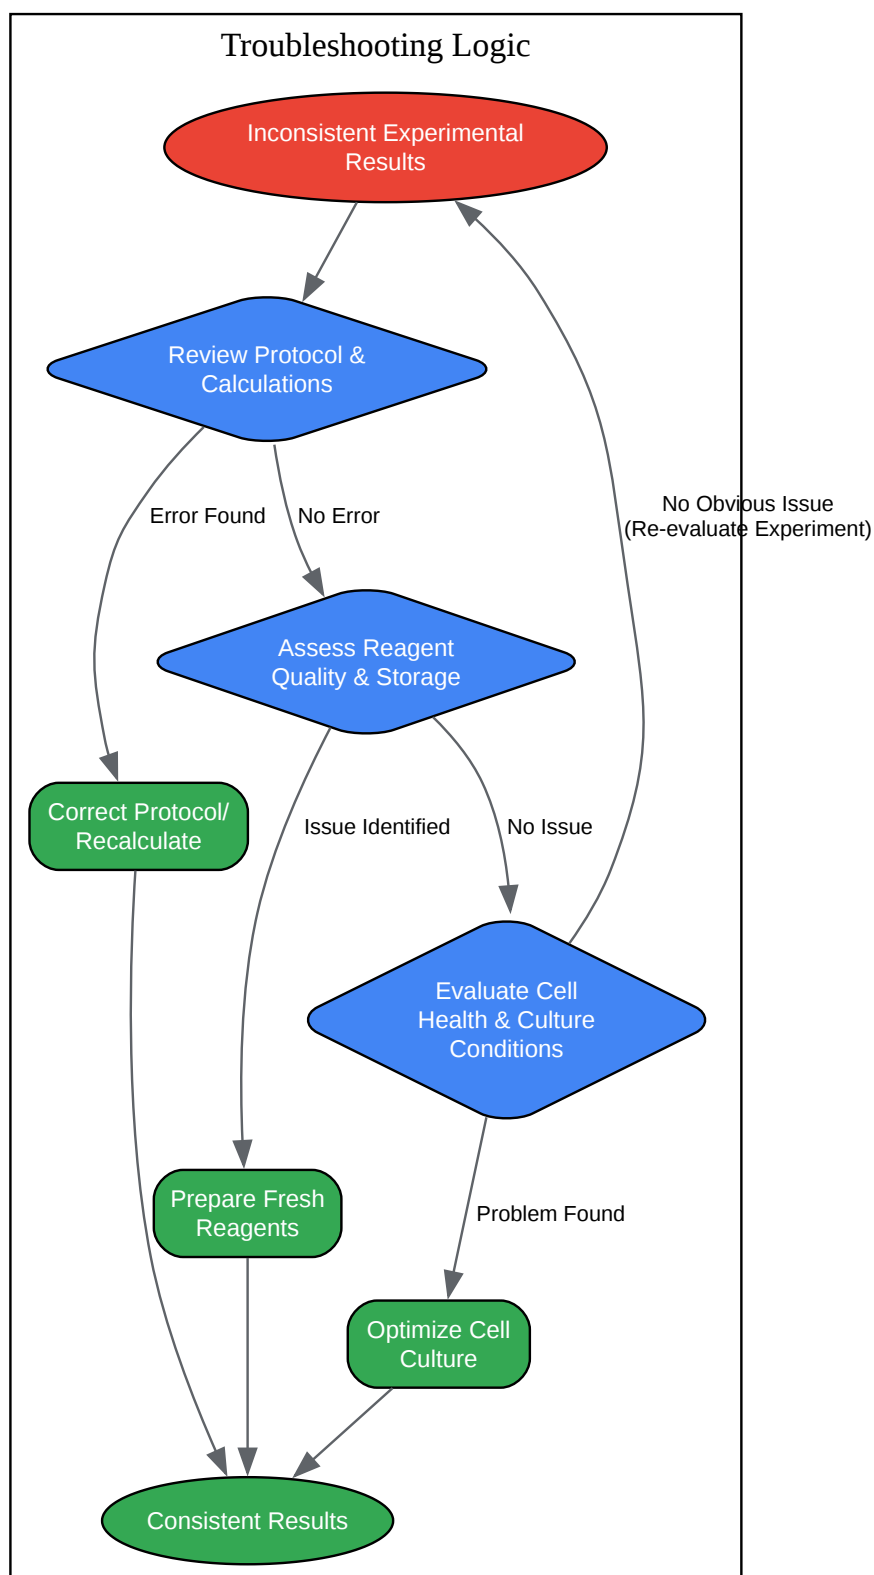 Troubleshooting Logic
Inconsistent Experimental
Results
Review Protocol &
Calculations
Error Found
No Error
No Obvious Issue
(Re-evaluate Experiment)
Assess Reagent
Quality & Storage
Correct Protocol/
Recalculate
Issue Identified
No Issue
Evaluate Cell
Health & Culture
Conditions
Prepare Fresh
Reagents
Problem Found
Optimize Cell
Culture
Consistent Results